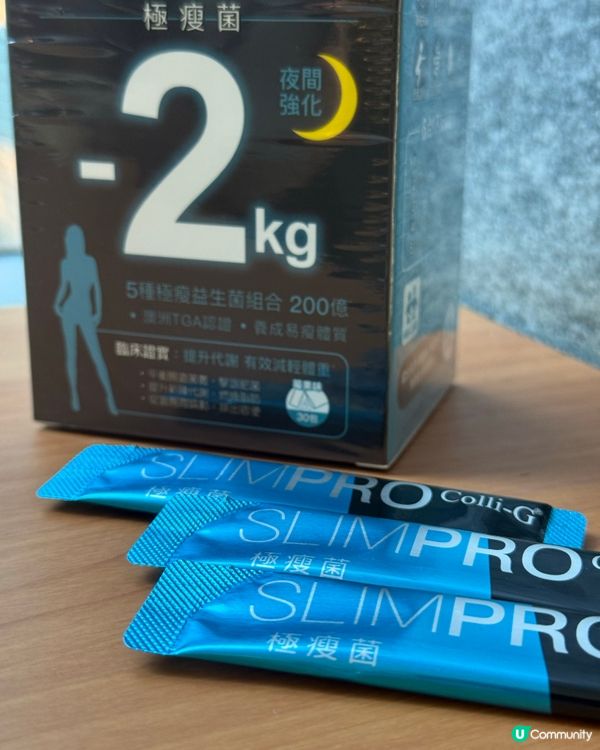 極瘦菌
夜間
強化
-2kg
5種極瘦益生菌組合 200億
•澳洲TGA認證 •養成易瘦體質
臨床證實：提升代謝 有效減輕體重
30包
SLIMPRO Colli-G®
極瘦菌
SLIMPRO
極瘦菌
SLIMPRO
極瘦菌
U Community